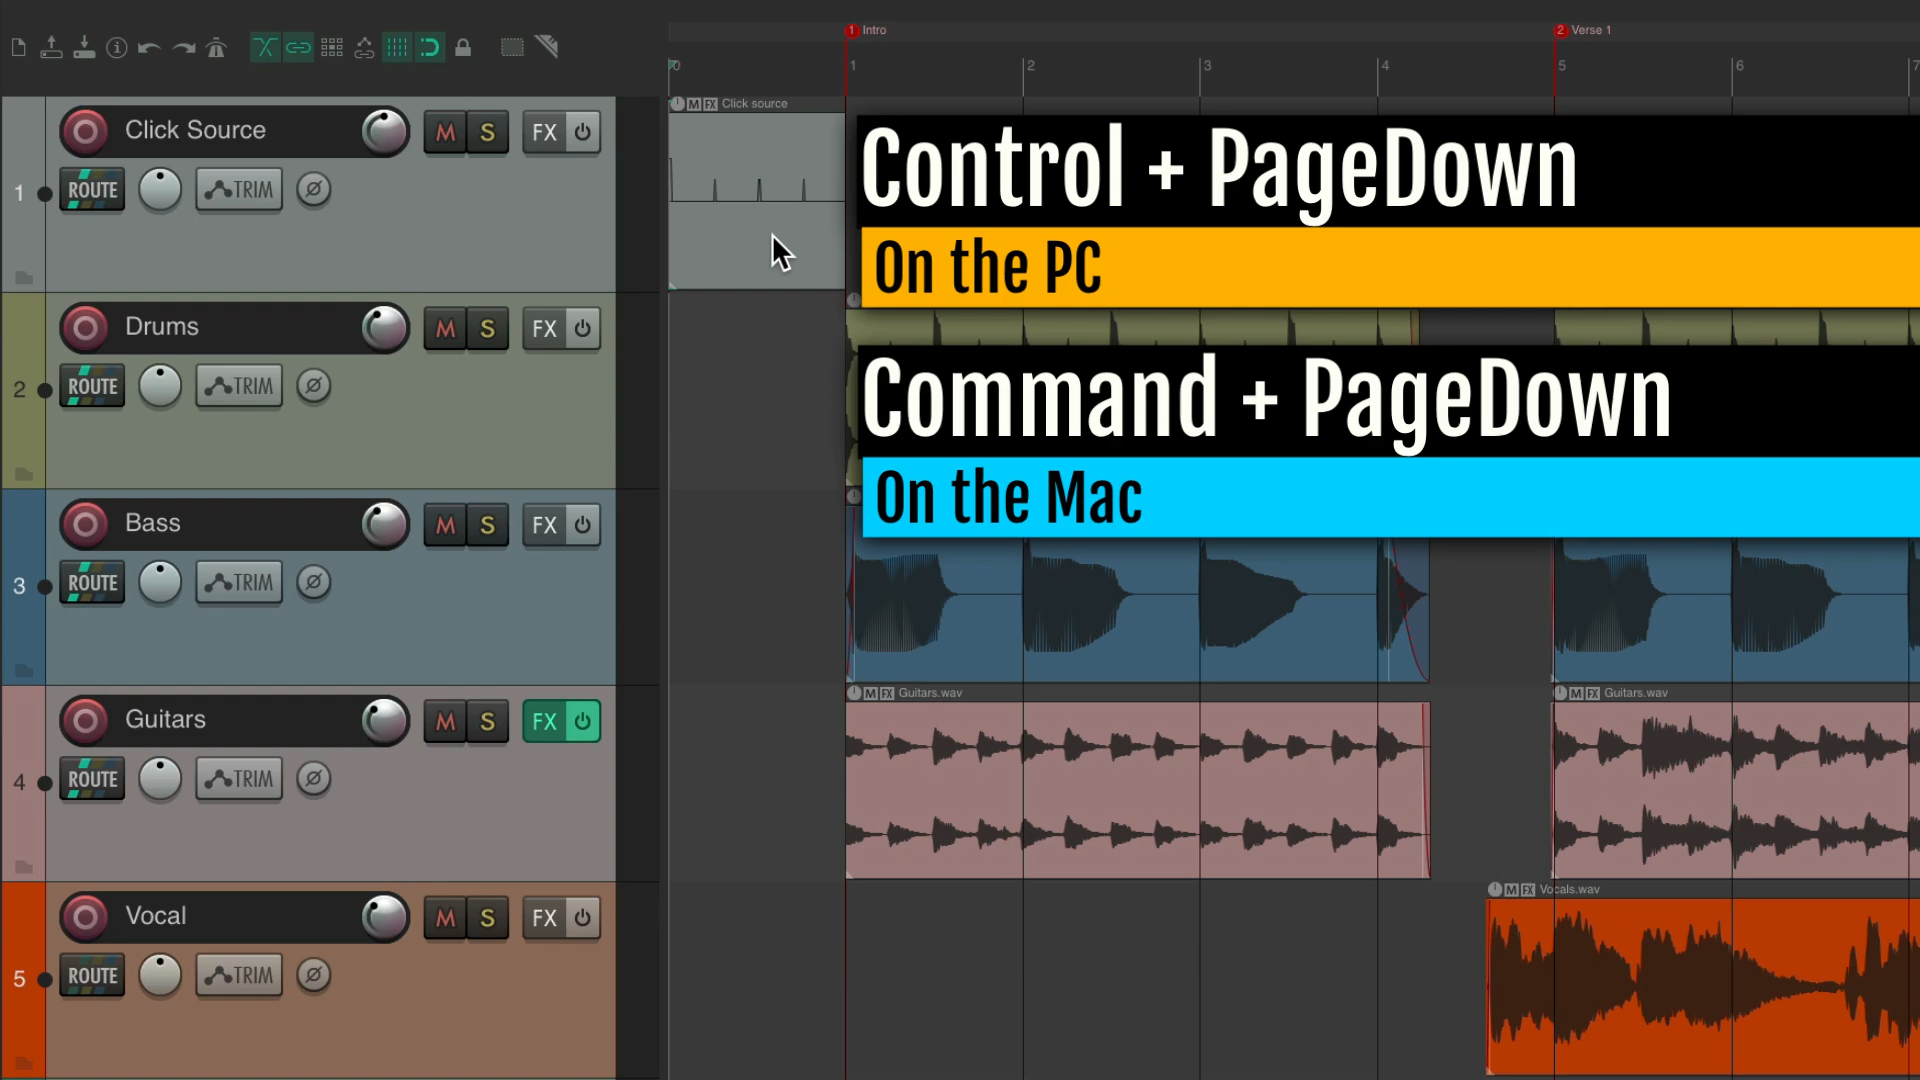 1 Intro
2 Verse 1
0 1 2 3 4 5 6 7
M FX Click source
Control + PageDown
On the PC
Command + PageDown
On the Mac
1
Click Source
M S FX
ROUTE TRIM
2
Drums
M S FX
ROUTE TRIM
3
Bass
M S FX
ROUTE TRIM
4
Guitars
M S FX
ROUTE TRIM
M FX Guitars.wav
M FX Guitars.wav
5
Vocal
M S FX
ROUTE TRIM
M FX Vocals.wav